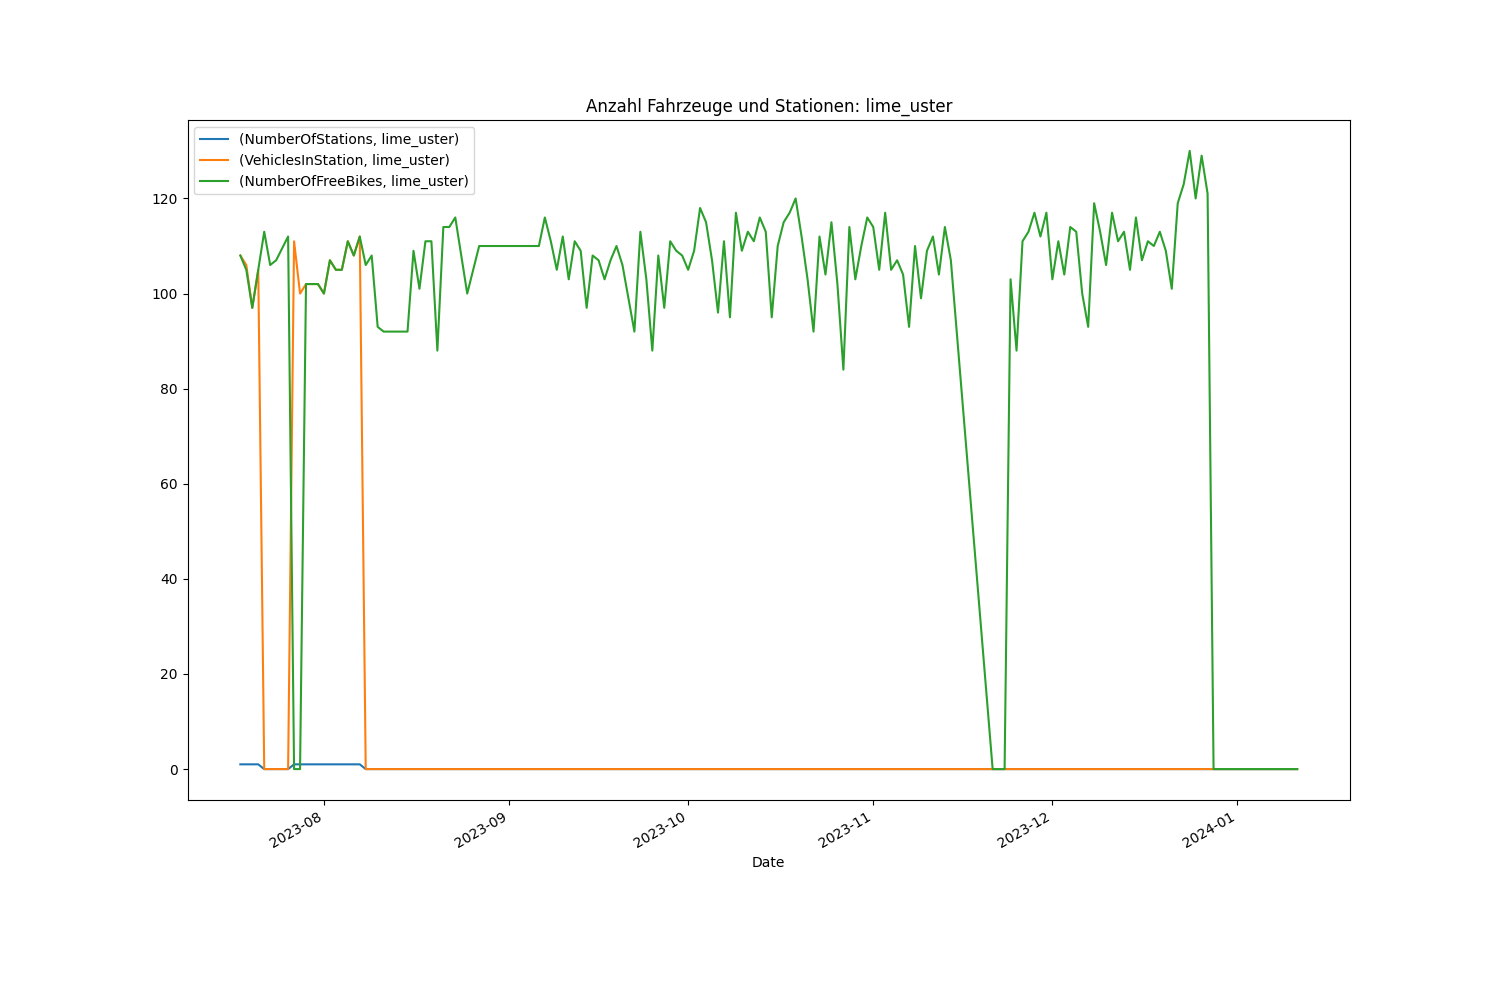 Anzahl Fahrzeuge und Stationen: lime_uster
(NumberOfStations, lime_uster)
(VehiclesInStation, lime_uster)
(NumberOfFreeBikes, lime_uster)
120
100
80
60
40
20
0
2023-08
2023-09
2023-10
2023-11
2023-12
2024-01
Date